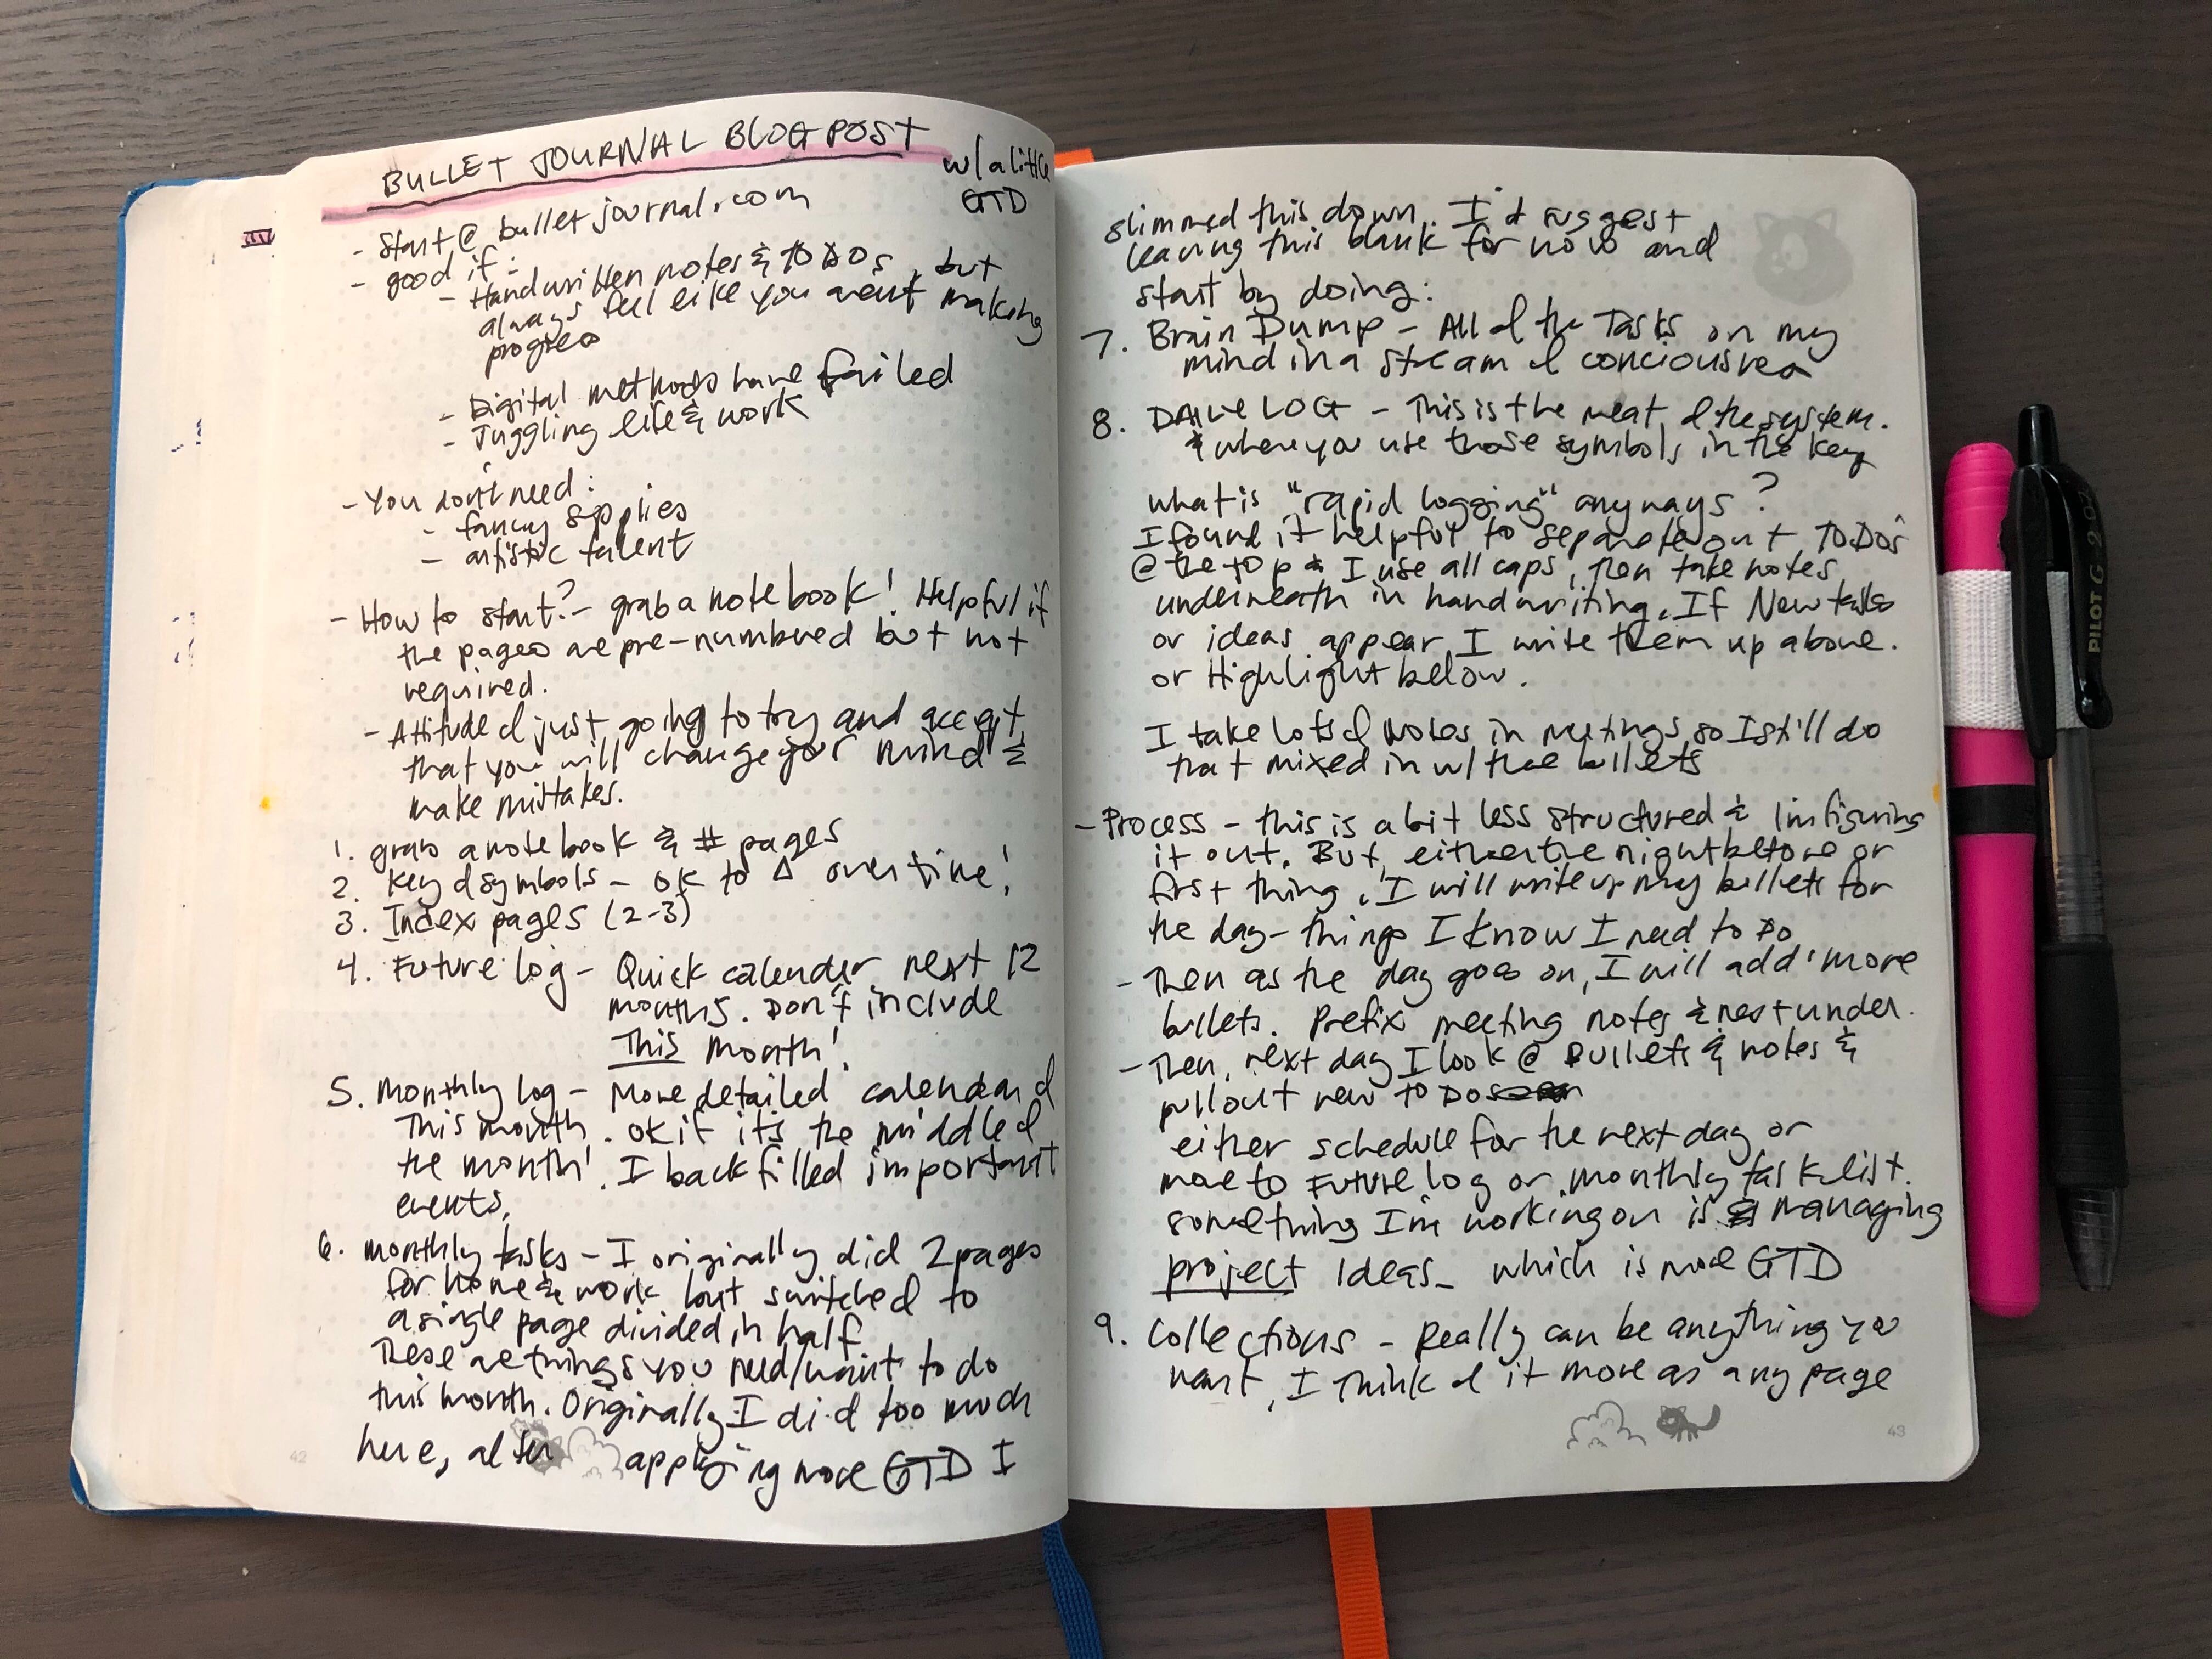 BULLET JOURNAL BLOG POST
w/ a little
GTD
- Start @ bulletjournal.com
- good if:
- Handwritten notes & TO DOs, but
always feel like you arent making
progress
- Digital methods have failed
- Juggling life & work
- You don't need:
- fancy spplies
- artistic talent
- How to start? - grab a notebook! Helpful if
the pages are pre-numbered but not
required.
- Attitude of just going to try and accept
that you will change your mind &
make mistakes.
1. grab a notebook & # pages
2. Key of symbols - OK to Δ over time!
3. Index pages (2-3)
4. Future log - Quick calender next 12
months. Don't include
This month!
5. Monthly log - More detailed calendar of
This month. OK if it's the middle of
the month! I back filled important
events.
6. monthly tasks - I originally did 2 pages
for home & work but switched to
a single page divided in half
These are things you need/want to do
this month. Originally I did too much
here, after applying more GTD I
42
slimmed this down. I'd suggest
leaving this blank for now and
start by doing:
7. Brain Dump - All of the Tasks on my
mind in a stream of conciousness
8. DAILY LOG - This is the meat of the system.
& where you use those symbols in the key
what is "rapid logging" anyways?
I found it helpful to separate out TODOs
@ the top & I use all caps, Then take notes
underneath in handwriting. If New tasks
or ideas appear I write them up above.
or Highlight below.
I take lots of Notes in meetings so I still do
that mixed in w/ the bullets
- Process - this is a bit less structured & I'm figuring
it out. But, either the night before or
first thing, I will write up my bullets for
the day - things I know I need to do
- Then as the day goes on, I will add more
bullets. Prefix meeting notes & nest under.
- Then, next day I look @ Bullets & notes &
pull out new TO DOS
either schedule for the next day or
move to Future log or monthly task list.
something I'm working on is managing
project Ideas - which is more GTD
9. Collections - Really can be anything you
want, I think of it more as any page
43
PILOT G-2